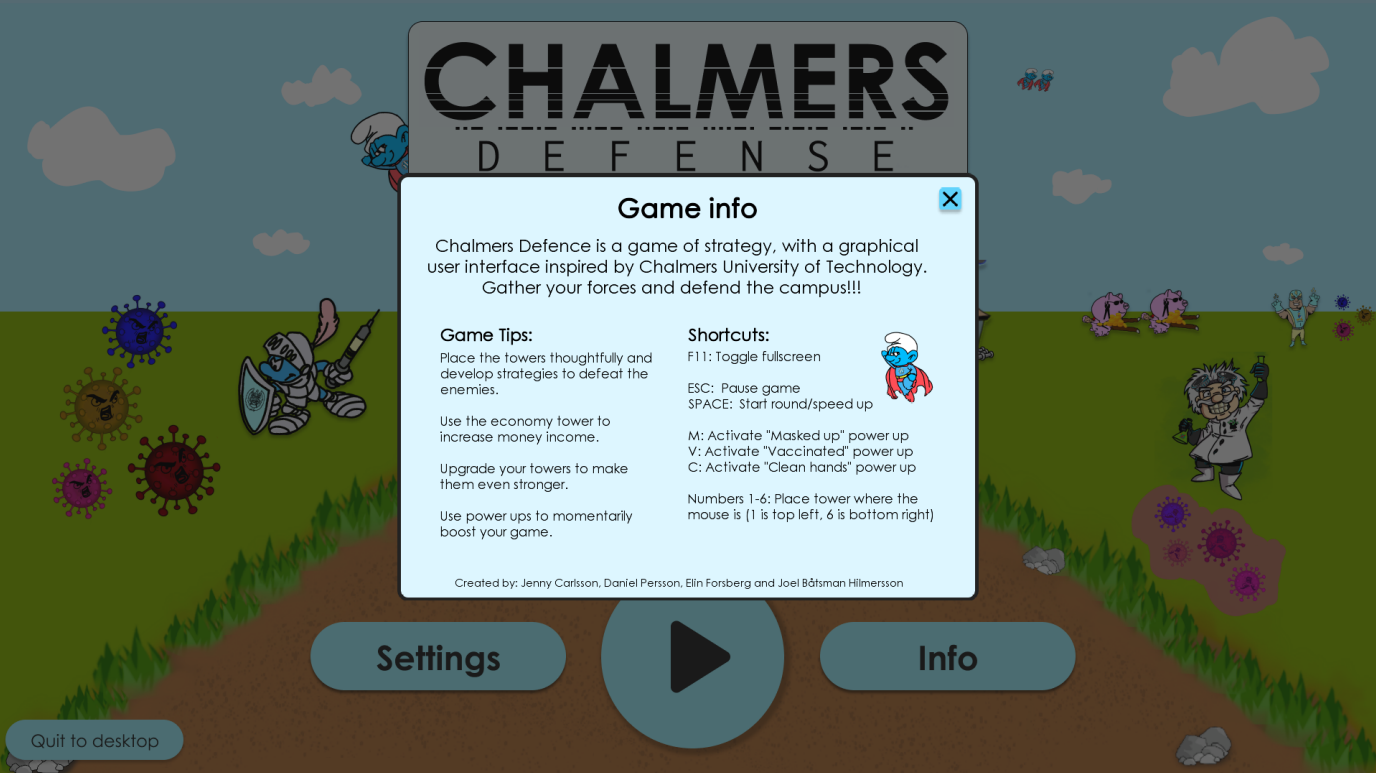 CHALMERS
DEFENSE
Game info
Chalmers Defence is a game of strategy, with a graphical
user interface inspired by Chalmers University of Technology.
Gather your forces and defend the campus!!!
Game Tips:
Place the towers thoughtfully and
develop strategies to defeat the
enemies.
Use the economy tower to
increase money income.
Upgrade your towers to make
them even stronger.
Use power ups to momentarily
boost your game.
Shortcuts:
F11: Toggle fullscreen
ESC: Pause game
SPACE: Start round/speed up
M: Activate "Masked up" power up
V: Activate "Vaccinated" power up
C: Activate "Clean hands" power up
Numbers 1-6: Place tower where the
mouse is (1 is top left, 6 is bottom right)
Created by: Jenny Carlsson, Daniel Persson, Elin Forsberg and Joel Båtsman Hilmersson
Settings
Info
Quit to desktop